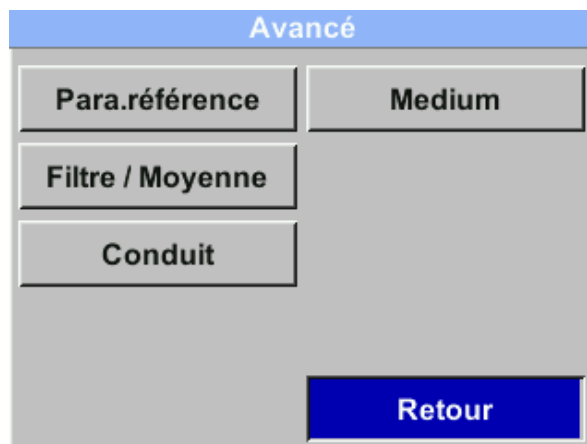 Avancé
Para.référence
Medium
Filtre / Moyenne
Conduit
Retour